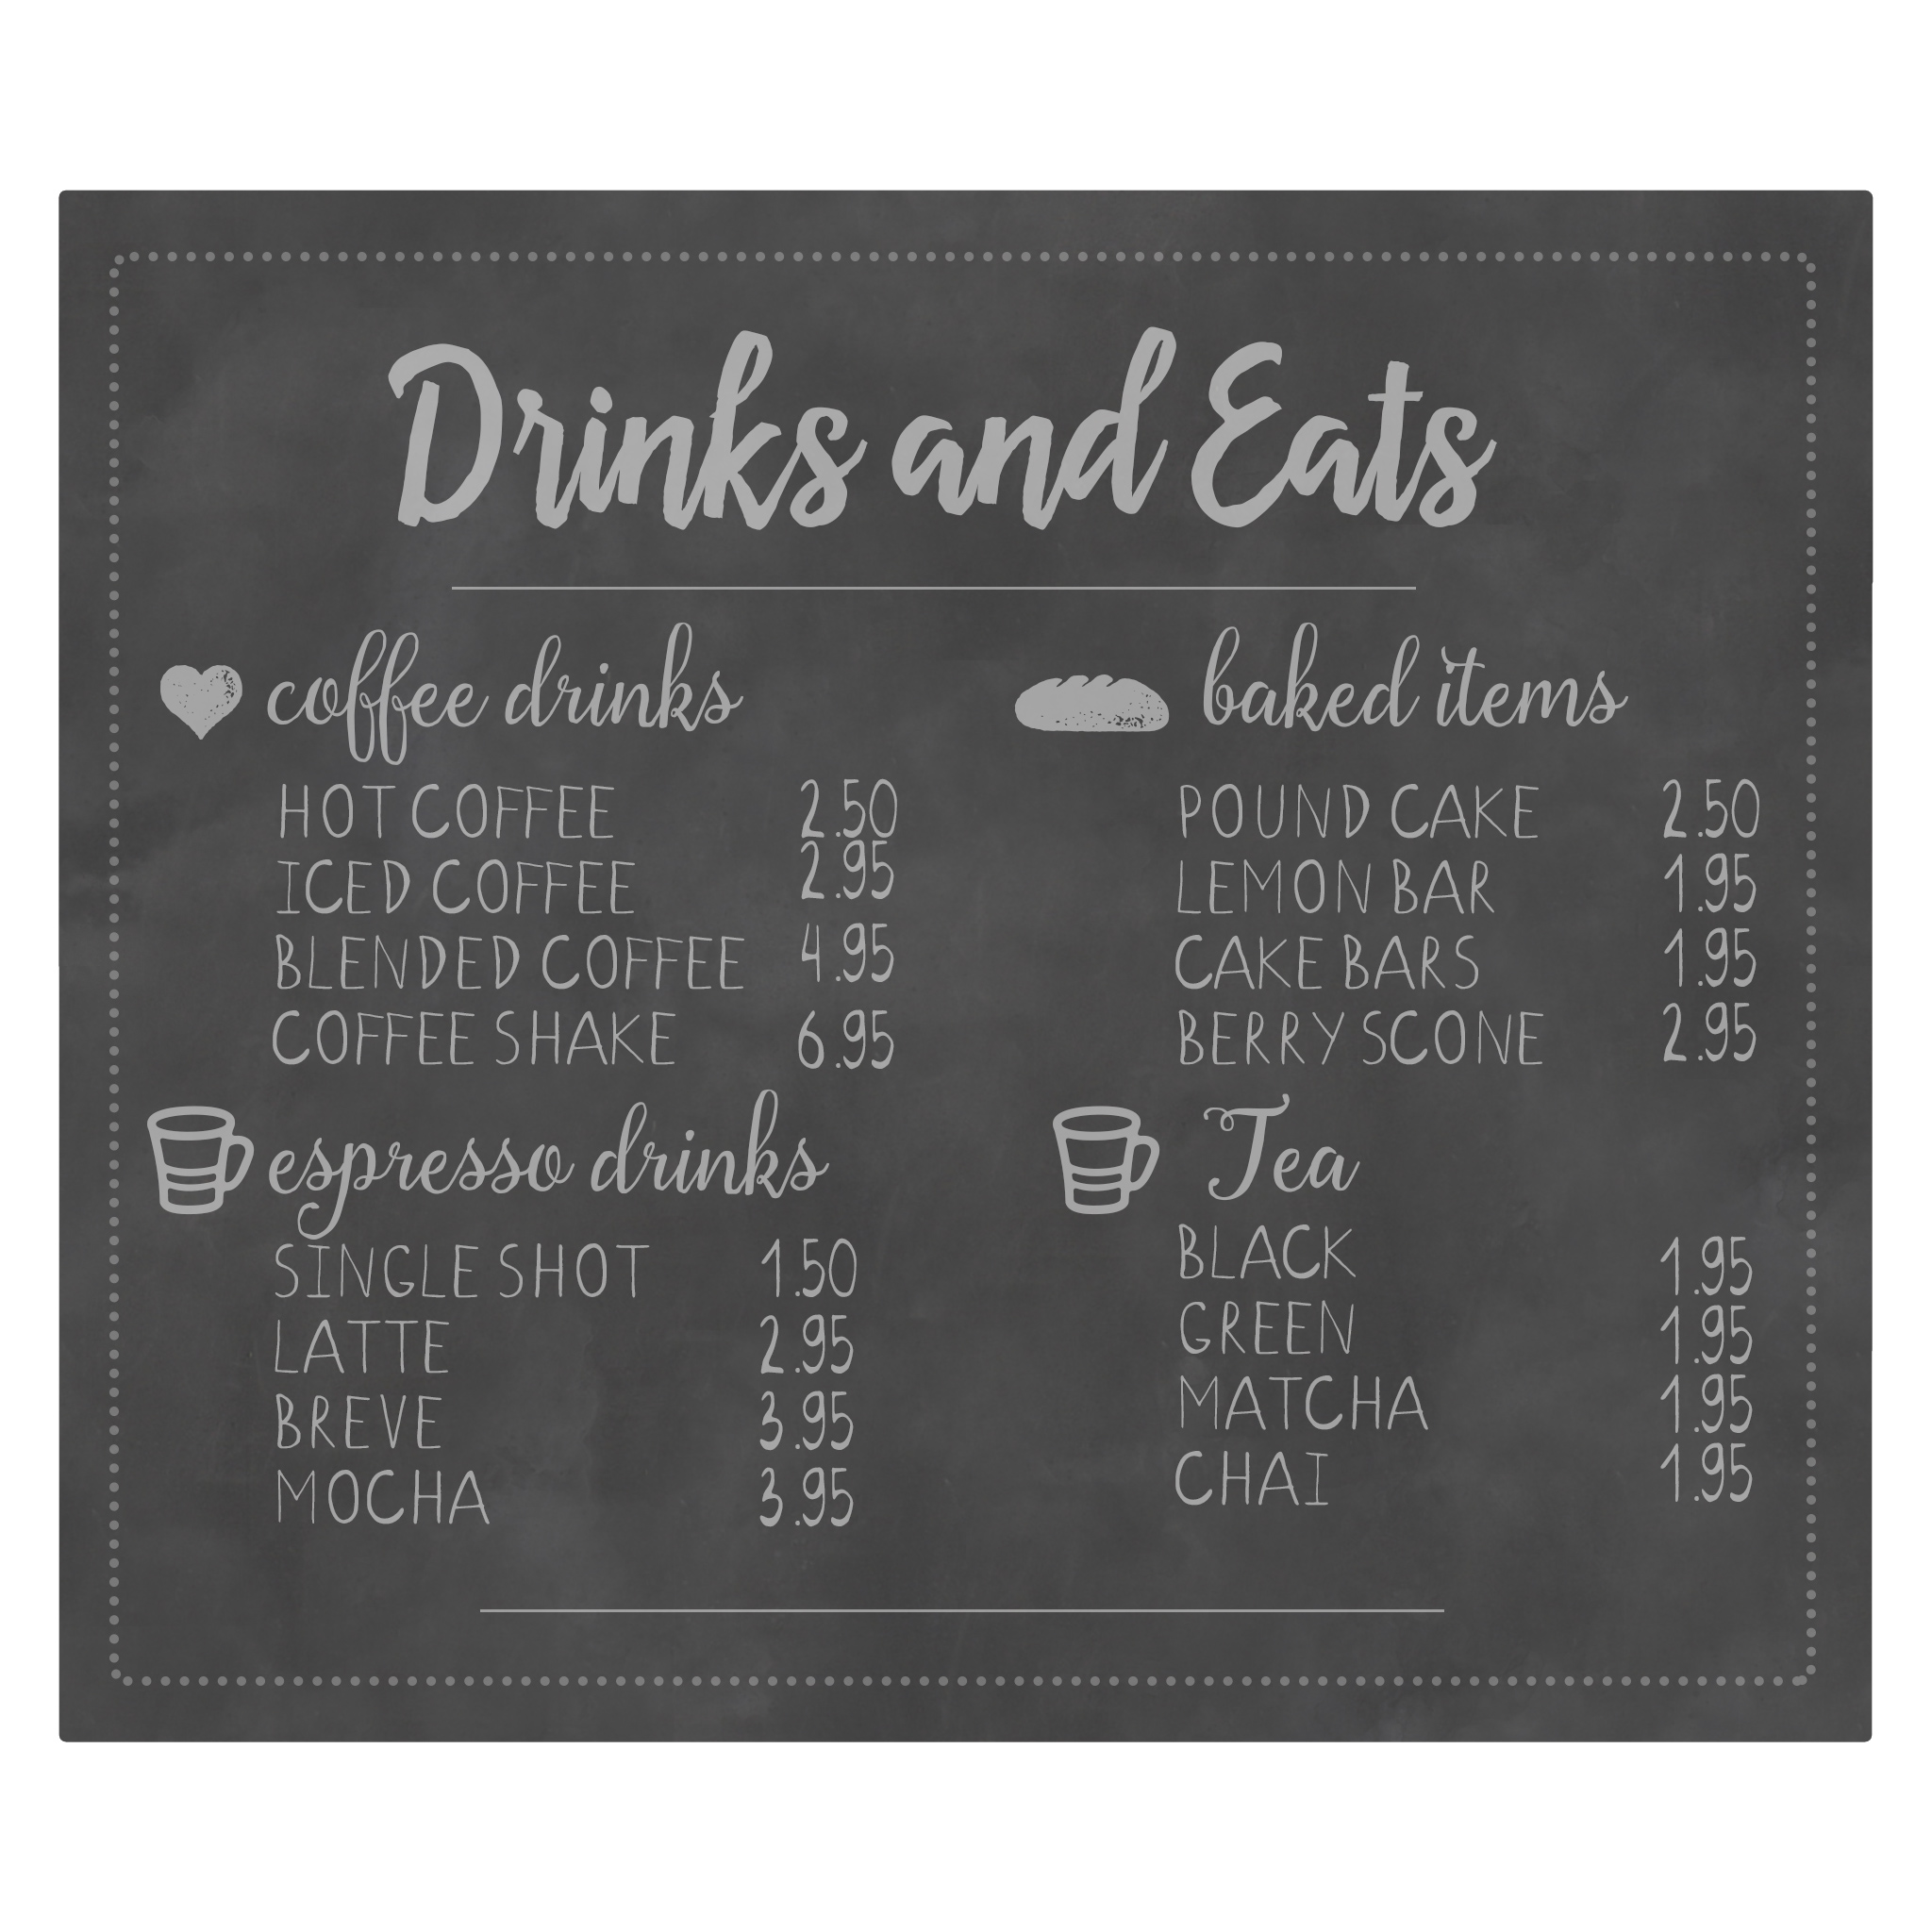 Drinks and Eats
coffee drinks
HOT COFFEE 2.50
ICED COFFEE 2.95
BLENDED COFFEE 4.95
COFFEE SHAKE 6.95
espresso drinks
SINGLE SHOT 1.50
LATTE 2.95
BREVE 3.95
MOCHA 3.95
baked items
POUND CAKE 2.50
LEMON BAR 1.95
CAKE BARS 1.95
BERRY SCONE 2.95
Tea
BLACK 1.95
GREEN 1.95
MATCHA 1.95
CHAI 1.95